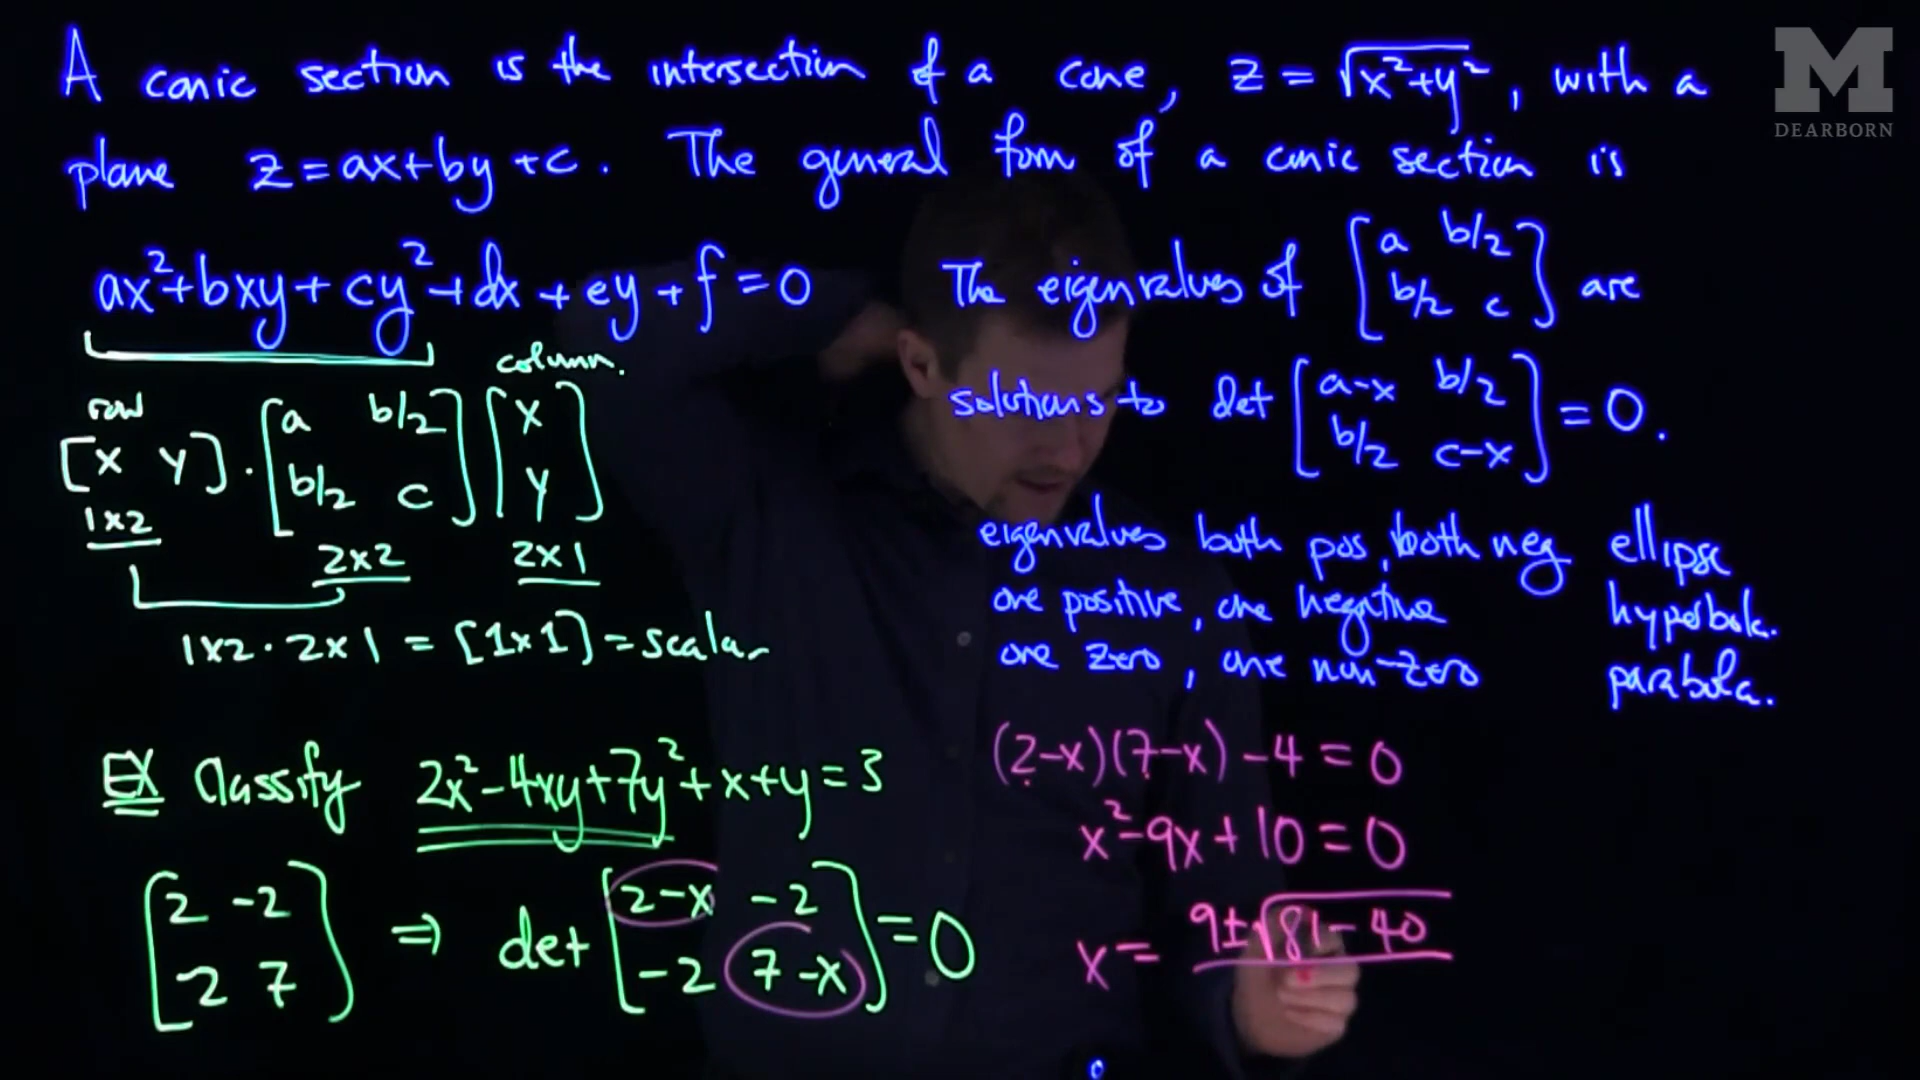 A conic section is the intersection of a cone, z = √x²+y², with a
plane z = ax+by+c. The general form of a conic section is
ax²+bxy+cy²+dx+ey+f=0
row
column.
[x y] · [a b/2
b/2 c] [x
y]
1x2
2x2
2x1
1x2 · 2x1 = [1x1] = scalar
EX Classify 2x²-4xy+7y²+x+y=3
[2 -2
-2 7] ⇒ det [2-x -2
-2 7-x] = 0
The eigenvalues of [a b/2
b/2 c] are
solutions to det [a-x b/2
b/2 c-x] = 0.
eigenvalues both pos, both neg ellipse
one positive, one negative hyperbola.
one zero, one non-zero parabola.
(2-x)(7-x) -4 = 0
x²-9x+10=0
x = 9±√81-40
M
DEARBORN